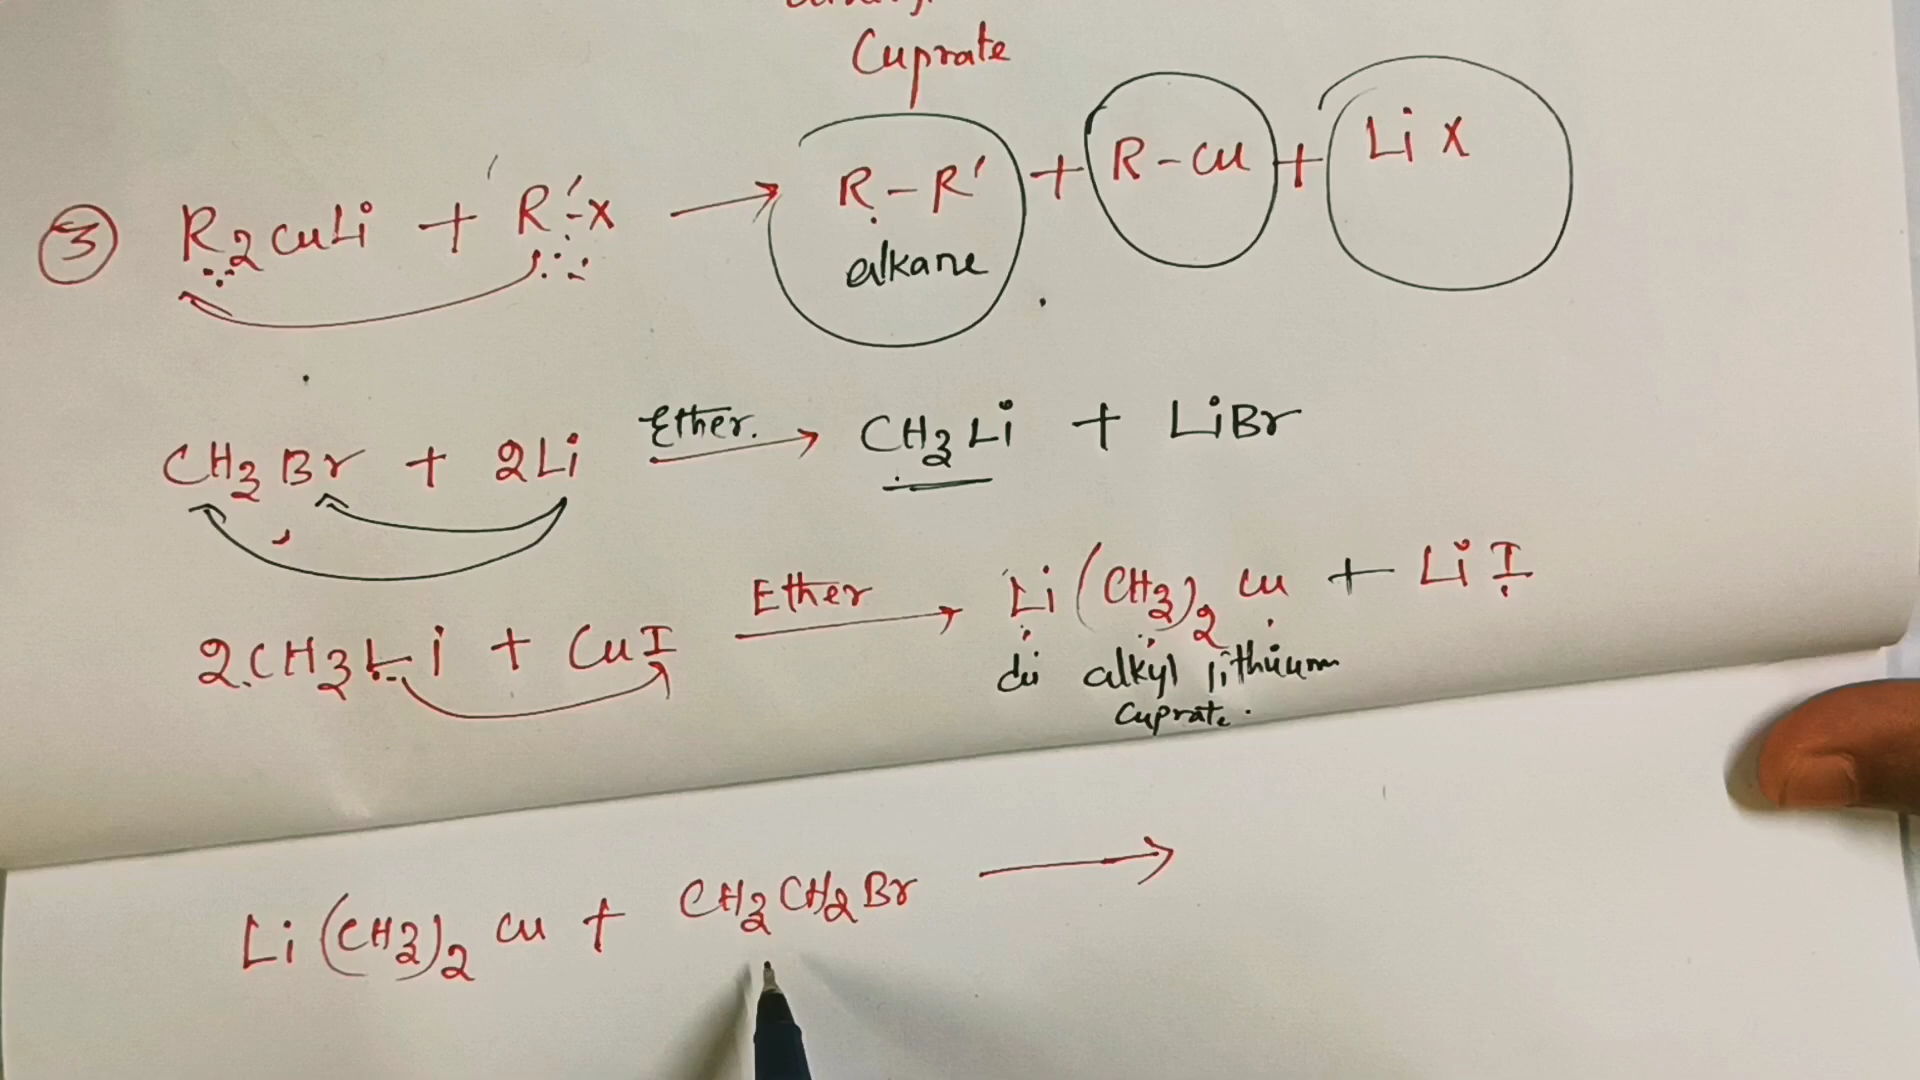 Cuprate
③ R₂CuLi + R'-X → R-R' + R-Cu + LiX
alkane
CH₃Br + 2Li Ether. → CH₃Li + LiBr
2CH₃Li + CuI Ether → Li(CH₃)₂Cu + LiI
di alkyl lithium
Cuprate.
Li(CH₃)₂Cu + CH₃CH₂Br →